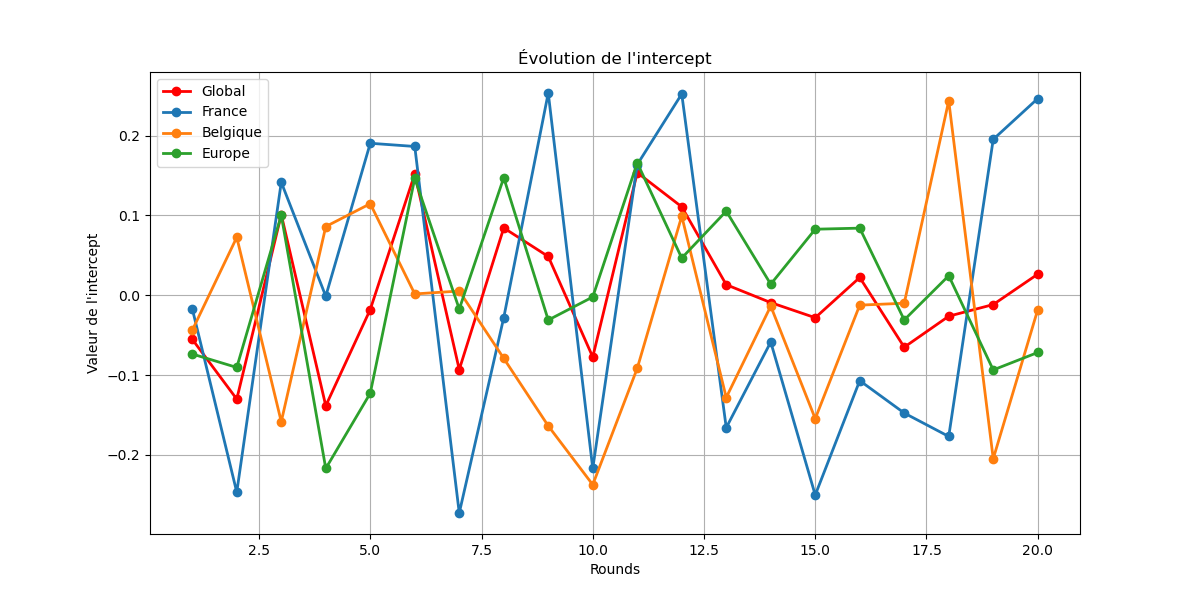 Évolution de l'intercept
Global
France
Belgique
Europe
Valeur de l'intercept
0.2
0.1
0.0
−0.1
−0.2
2.5 5.0 7.5 10.0 12.5 15.0 17.5 20.0
Rounds